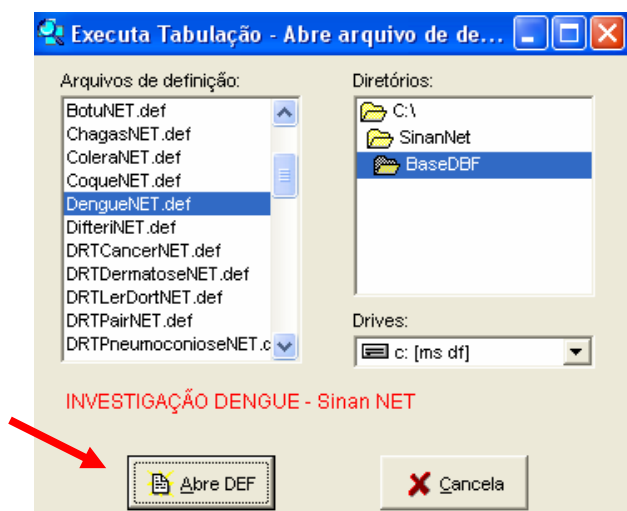 Executa Tabulação - Abre arquivo de de...
Arquivos de definição:
BotuNET.def
ChagasNET.def
ColeraNET.def
CoqueNET.def
DengueNET.def
DifteriNET.def
DRTCancerNET.def
DRTDermatoseNET.def
DRTLerDortNET.def
DRTPairNET.def
DRTPneumoconioseNET.c
Diretórios:
C:\
SinanNet
BaseDBF
Drives:
c: [ms df]
INVESTIGAÇÃO DENGUE - Sinan NET
Abre DEF
Cancela